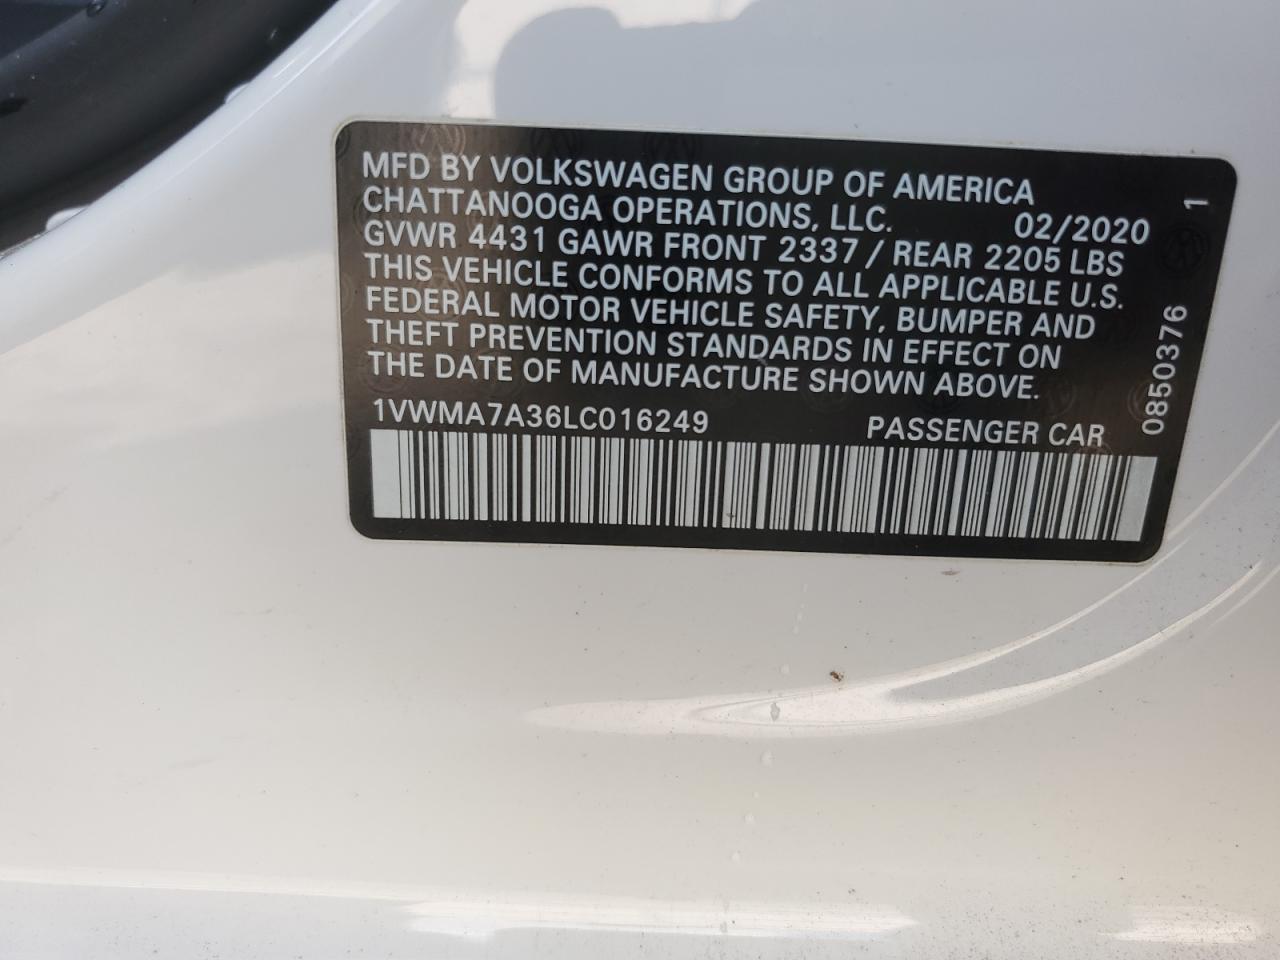 MFD BY VOLKSWAGEN GROUP OF AMERICA
CHATTANOOGA OPERATIONS, LLC. 02/2020
GVWR 4431 GAWR FRONT 2337 / REAR 2205 LBS
THIS VEHICLE CONFORMS TO ALL APPLICABLE U.S.
FEDERAL MOTOR VEHICLE SAFETY, BUMPER AND
THEFT PREVENTION STANDARDS IN EFFECT ON
THE DATE OF MANUFACTURE SHOWN ABOVE.
1VWMA7A36LC016249 PASSENGER CAR
0850376 1